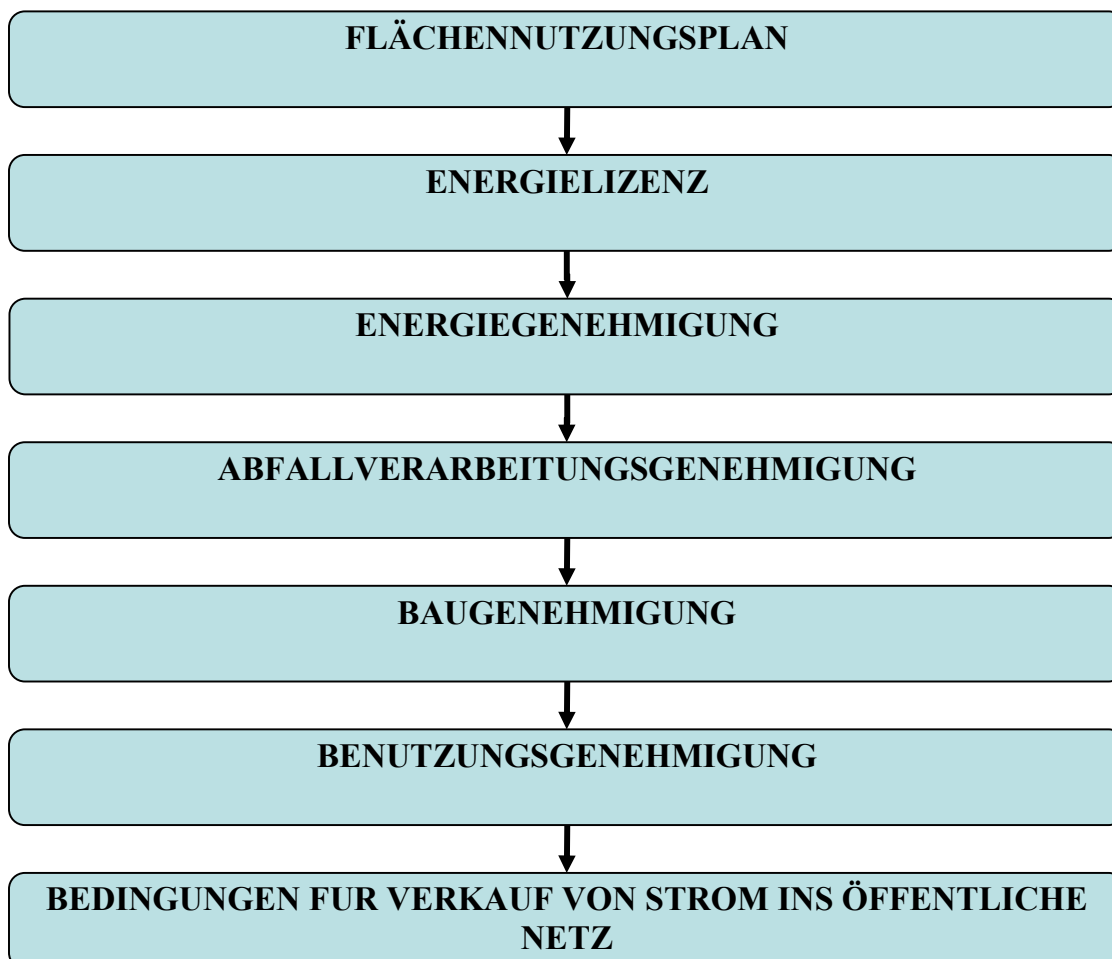 FLÄCHENNUTZUNGSPLAN
ENERGIELIZENZ
ENERGIEGENEHMIGUNG
ABFALLVERARBEITUNGSGENEHMIGUNG
BAUGENEHMIGUNG
BENUTZUNGSGENEHMIGUNG
BEDINGUNGEN FUR VERKAUF VON STROM INS ÖFFENTLICHE
NETZ